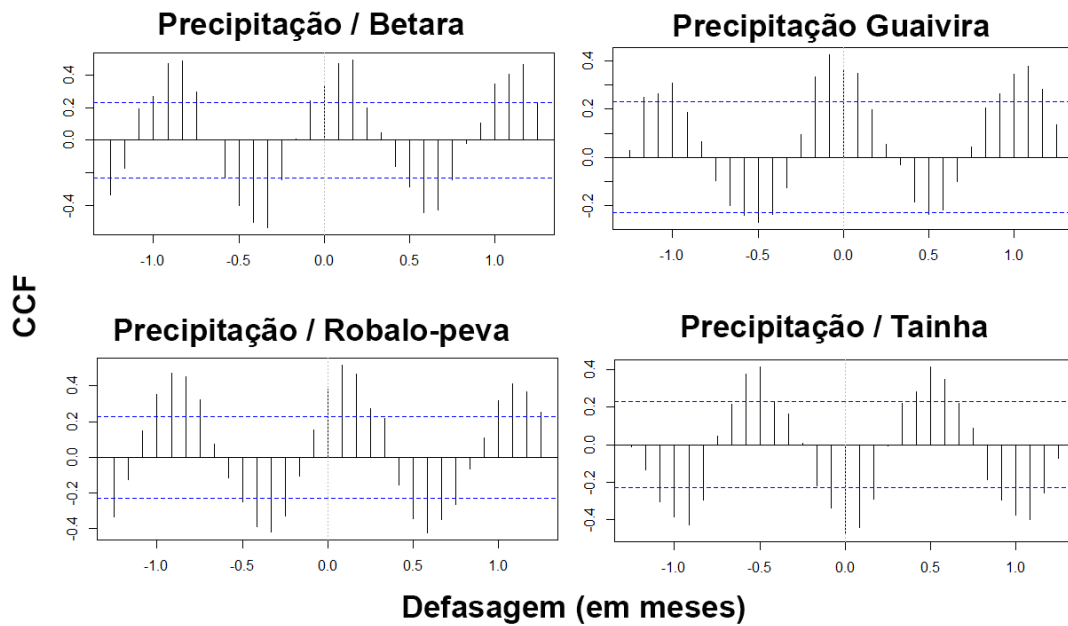 Precipitação / Betara
Precipitação Guaivira
0.4
0.2
0.0
-0.4
-1.0 -0.5 0.0 0.5 1.0
0.4
0.2
0.0
-0.2
-1.0 -0.5 0.0 0.5 1.0
CCF
Precipitação / Robalo-peva
Precipitação / Tainha
0.4
0.2
0.0
-0.2
-0.4
-1.0 -0.5 0.0 0.5 1.0
0.4
0.2
0.0
-0.2
-0.4
-1.0 -0.5 0.0 0.5 1.0
Defasagem (em meses)